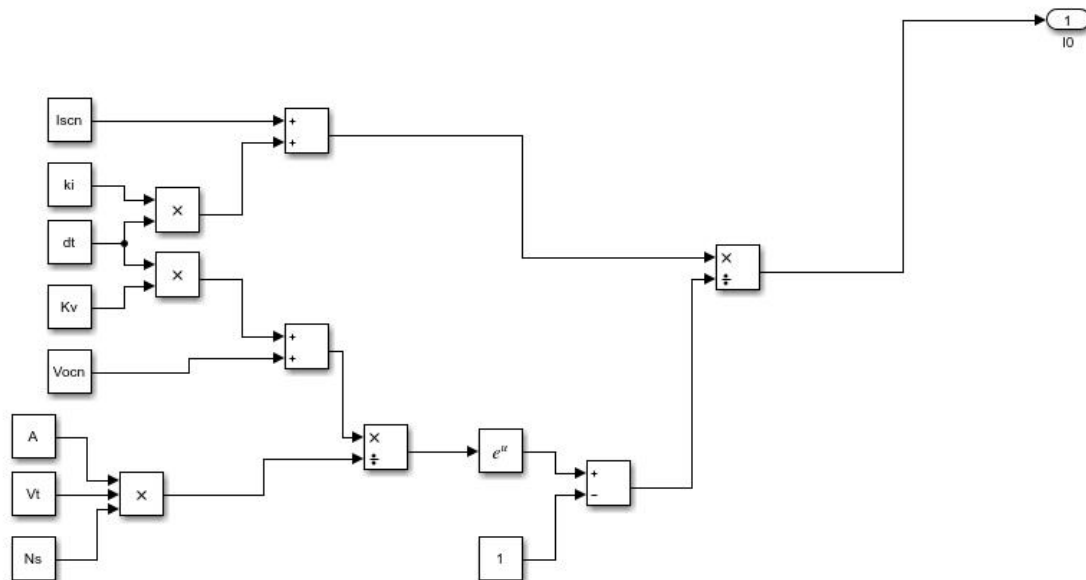 1
I0
Iscn
+
+
ki
×
dt
×
×
÷
Kv
+
+
Vocn
A
×
÷
e^u
+
−
Vt
×
Ns
1